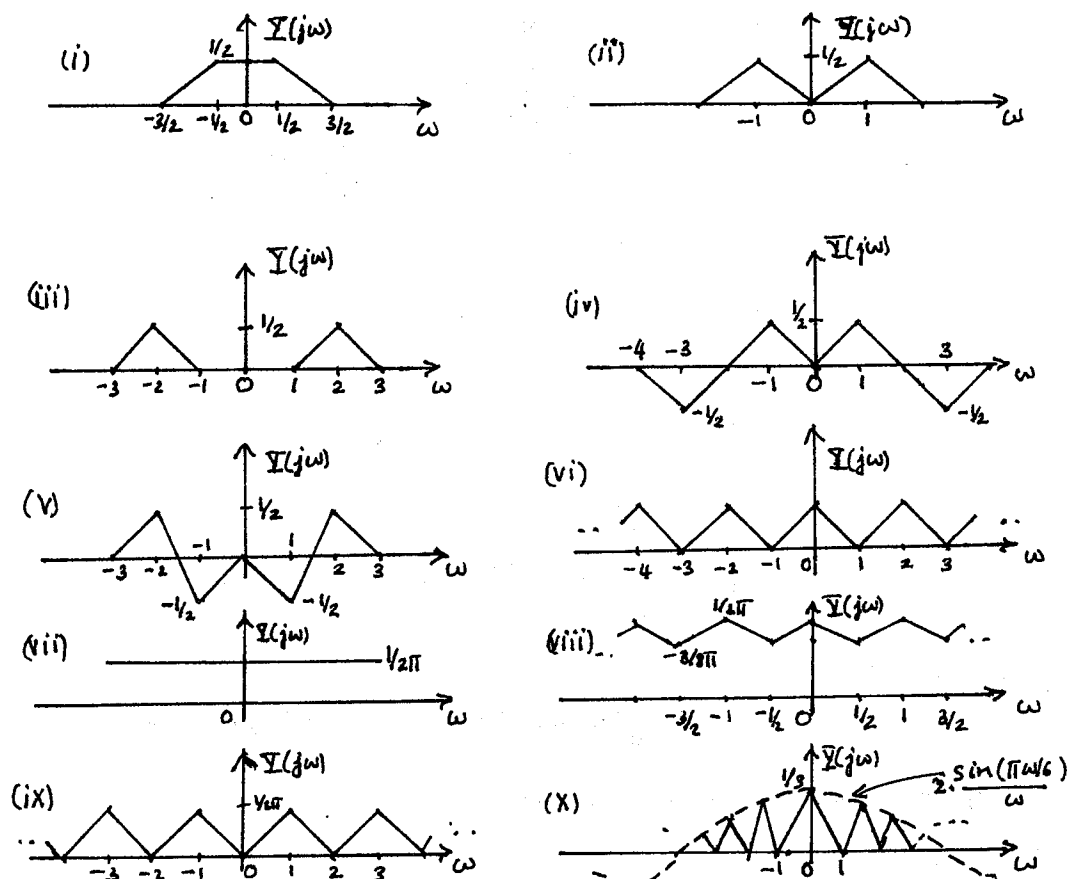 (i)
Y(jω)
1/2
-3/2 -1/2 0 1/2 3/2 ω
(ii)
Y(jω)
1/2
-1 0 1 ω
(iii)
Y(jω)
1/2
-3 -2 -1 0 1 2 3 ω
(iv)
Y(jω)
1/2
-4 -3 -1 0 1 3 ω
-1/2 -1/2
(v)
Y(jω)
1/2
-3 -2 -1 0 1 2 3 ω
-1/2 -1/2
(vi)
Y(jω)
-4 -3 -2 -1 0 1 2 3 ω
(vii)
Y(jω)
1/2π
0 ω
(viii)
Y(jω)
1/2π
-3/2 -1 -1/2 0 1/2 1 3/2 ω
(ix)
Y(jω)
-3 -2 -1 0 1 2 3 ω
(x)
Y(jω)
1/3
2. sin(πω/6)
ω
-1 0 1 ω